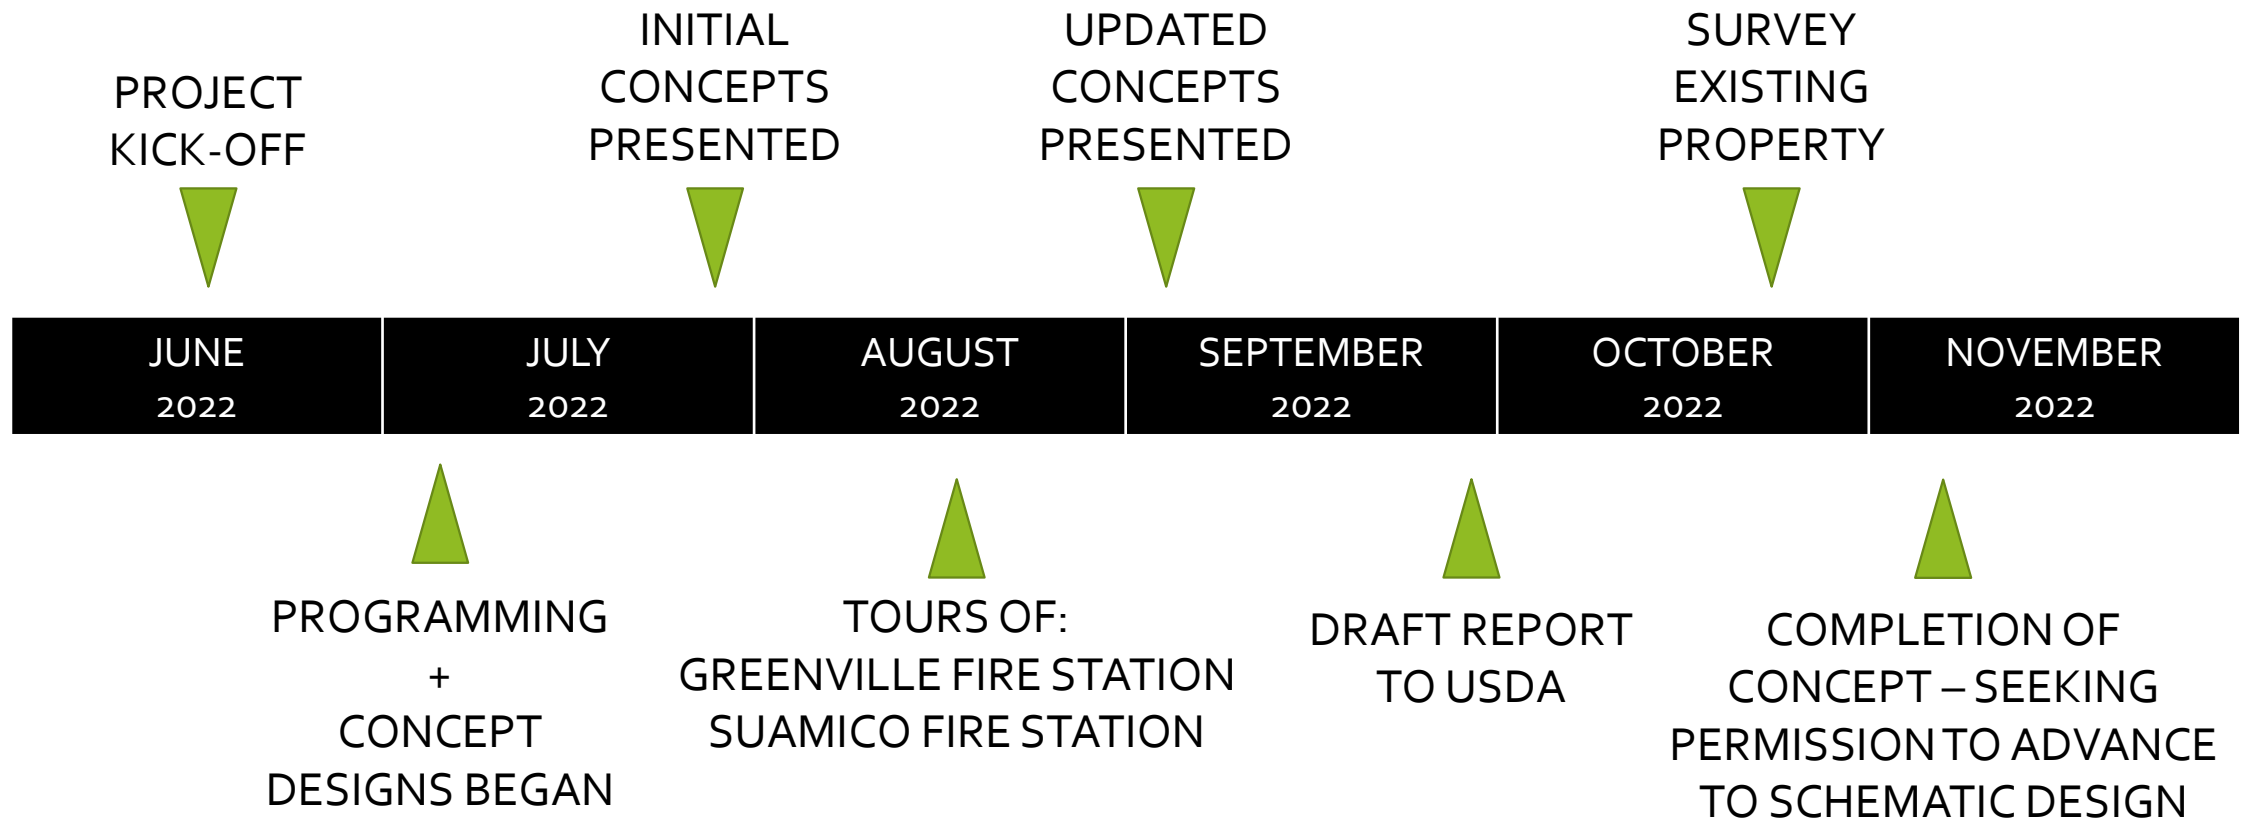 PROJECT
KICK-OFF
INITIAL
CONCEPTS
PRESENTED
UPDATED
CONCEPTS
PRESENTED
SURVEY
EXISTING
PROPERTY
JUNE
2022
JULY
2022
AUGUST
2022
SEPTEMBER
2022
OCTOBER
2022
NOVEMBER
2022
PROGRAMMING
+
CONCEPT
DESIGNS BEGAN
TOURS OF:
GREENVILLE FIRE STATION
SUAMICO FIRE STATION
DRAFT REPORT
TO USDA
COMPLETION OF
CONCEPT – SEEKING
PERMISSION TO ADVANCE
TO SCHEMATIC DESIGN